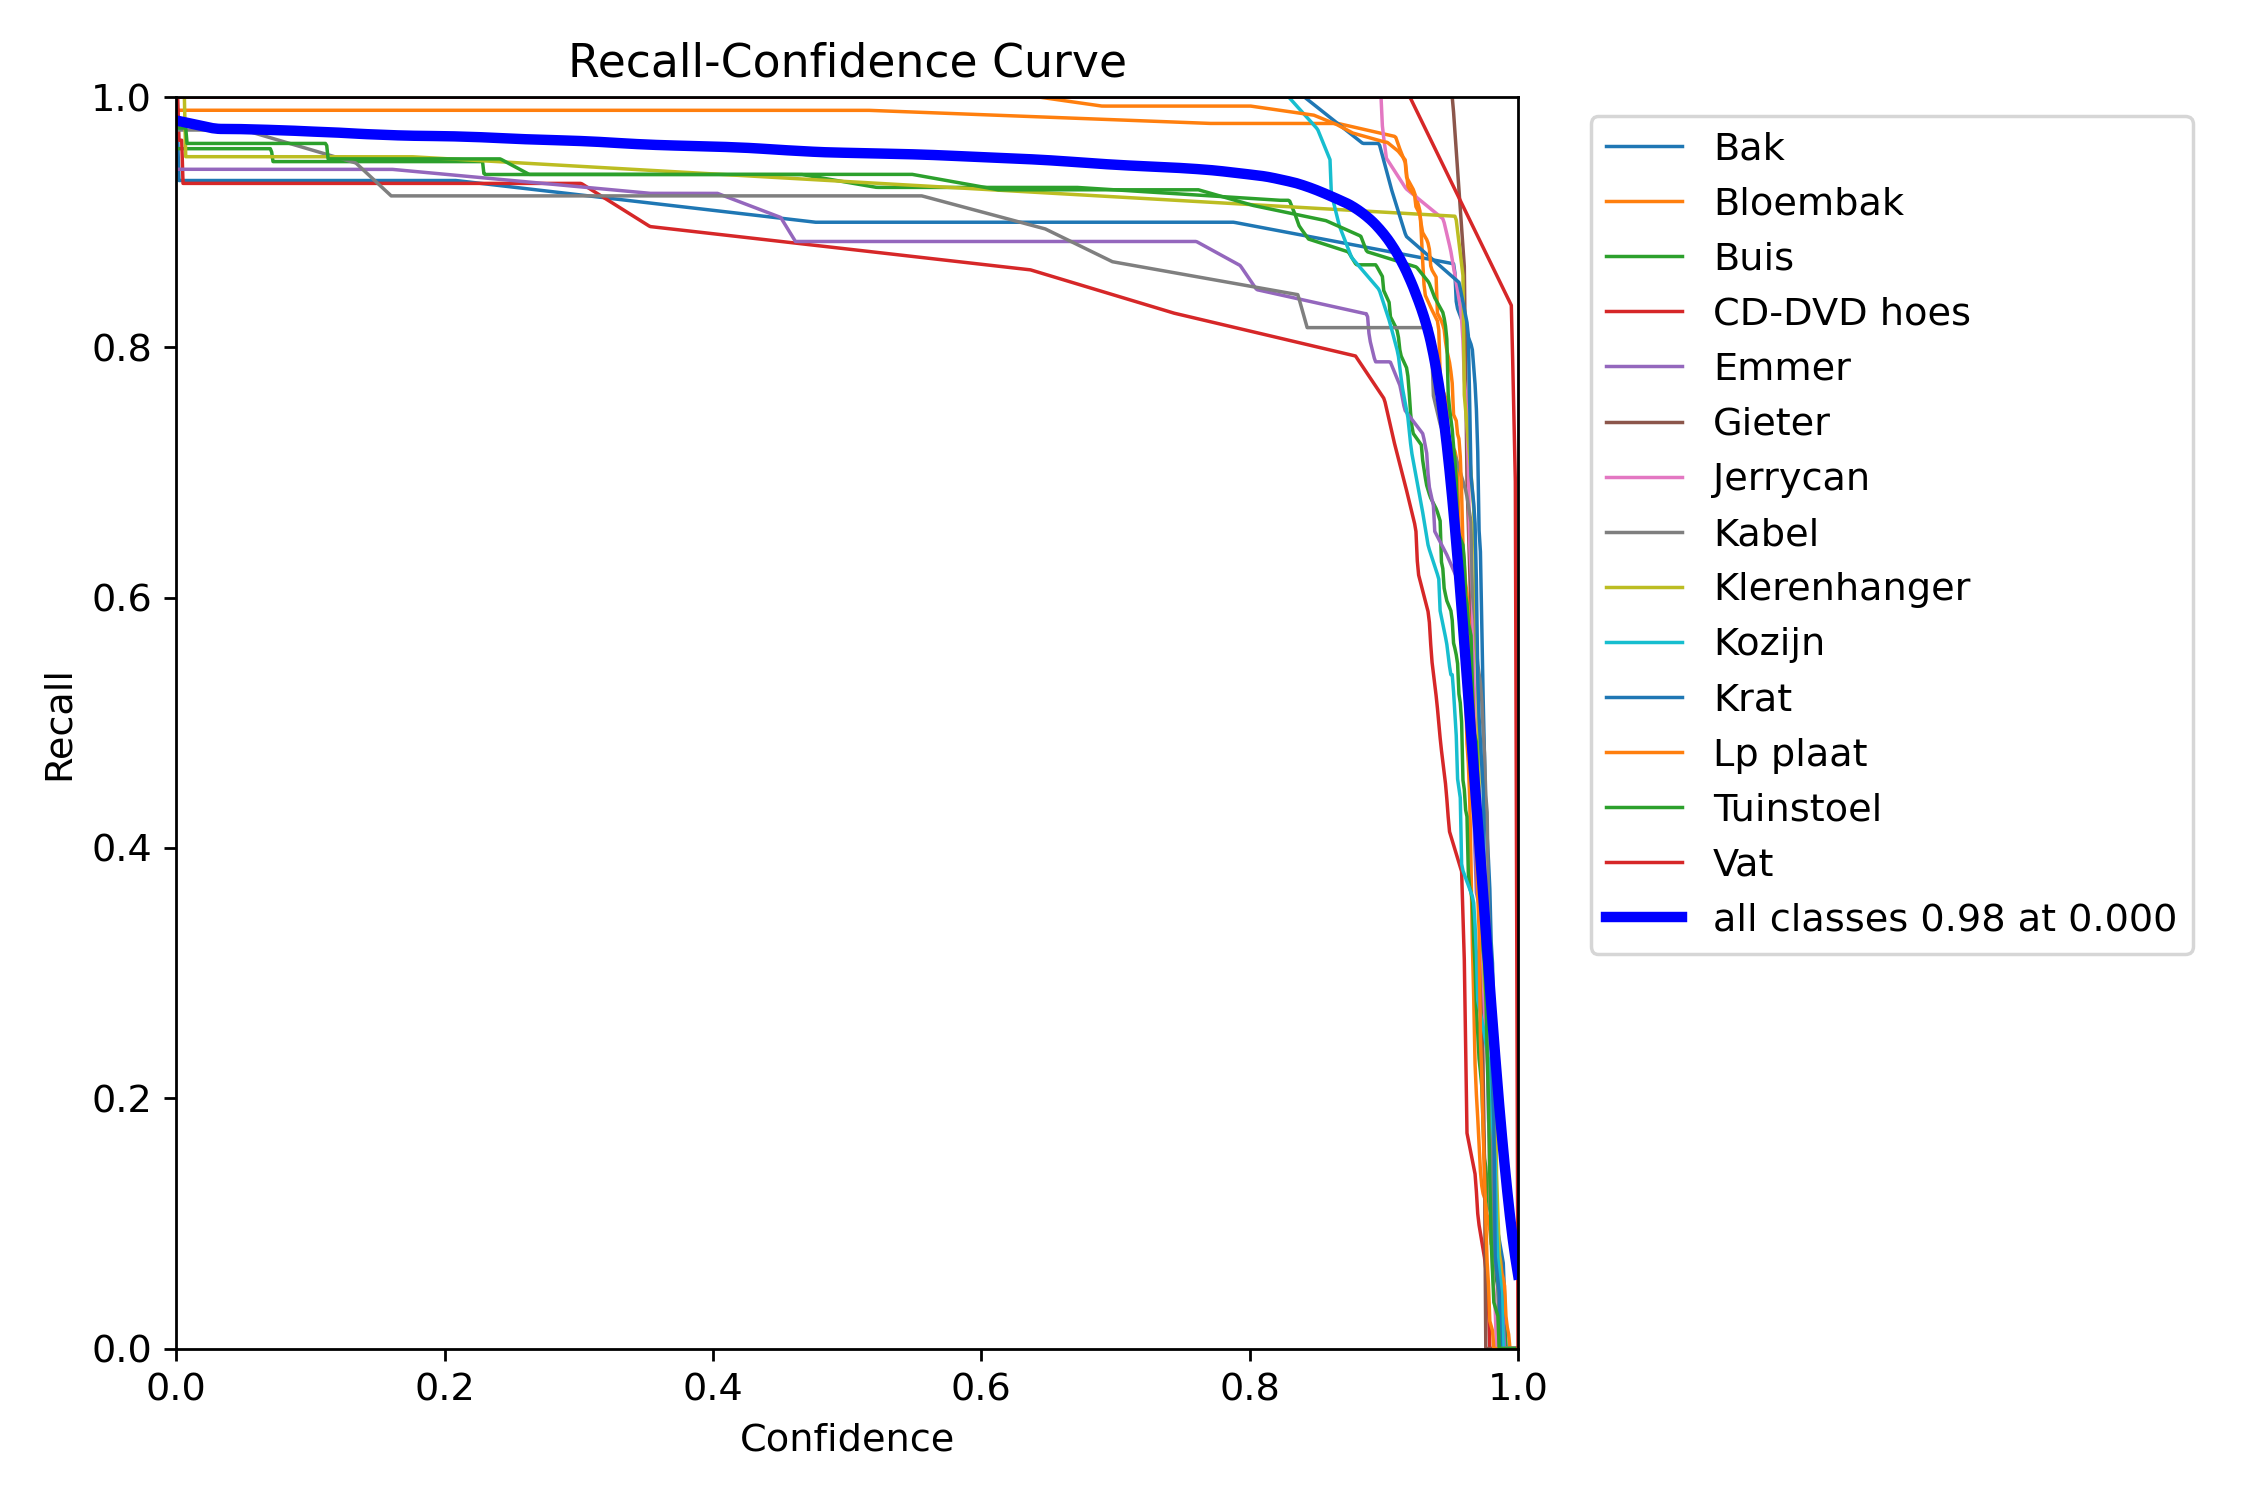 Recall-Confidence Curve
1.0
0.8
0.6
0.4
0.2
0.0
Recall
0.0 0.2 0.4 0.6 0.8 1.0
Confidence
Bak
Bloembak
Buis
CD-DVD hoes
Emmer
Gieter
Jerrycan
Kabel
Klerenhanger
Kozijn
Krat
Lp plaat
Tuinstoel
Vat
all classes 0.98 at 0.000